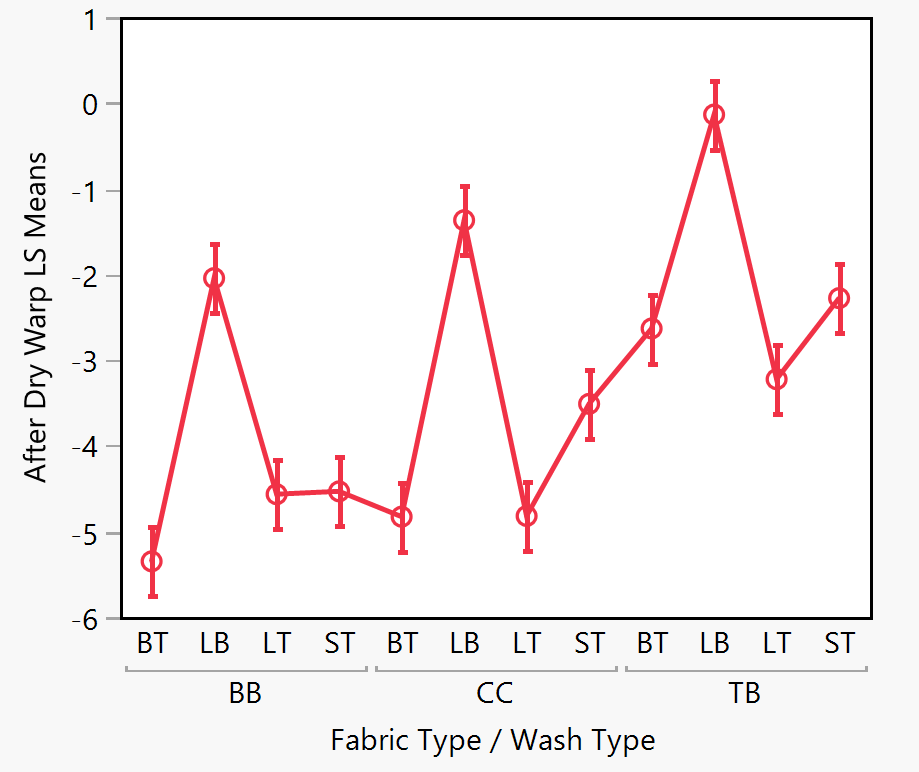 1
0
-1
-2
-3
-4
-5
-6
After Dry Warp LS Means
BT LB LT ST BT LB LT ST BT LB LT ST
BB CC TB
Fabric Type / Wash Type